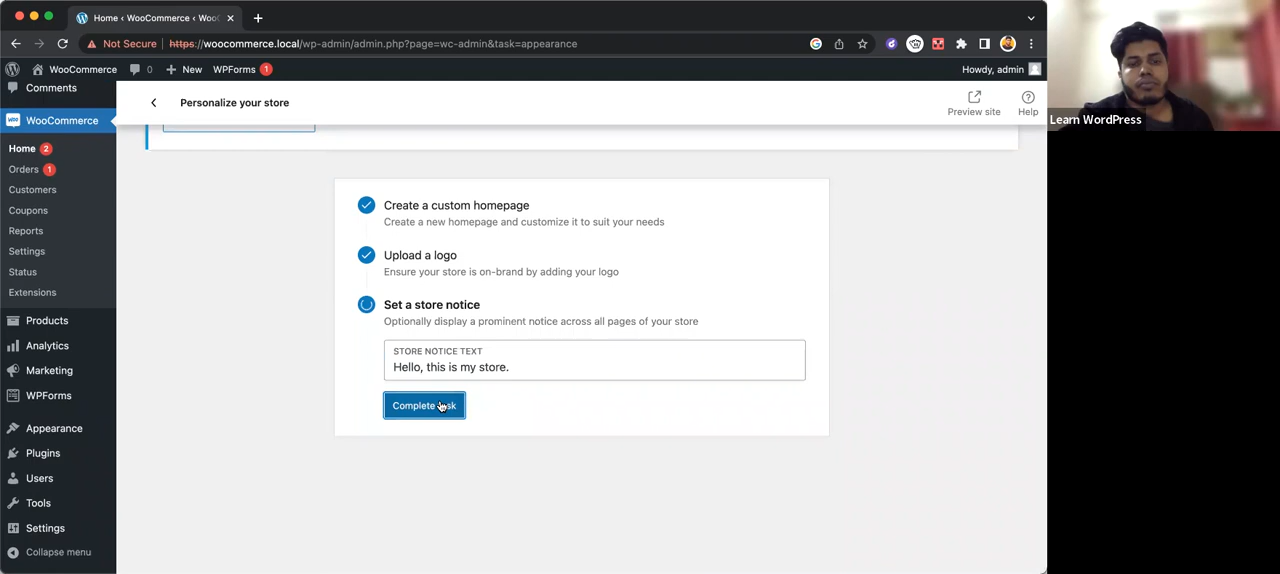 Home ‹ WooCommerce ‹ Woo
Not Secure https://woocommerce.local/wp-admin/admin.php?page=wc-admin&task=appearance
WooCommerce 0 New WPForms 1 Howdy, admin
Comments
WooCommerce
Home 2
Orders 1
Customers
Coupons
Reports
Settings
Status
Extensions
Products
Analytics
Marketing
WPForms
Appearance
Plugins
Users
Tools
Settings
Collapse menu
Personalize your store
Preview site
Help
Create a custom homepage
Create a new homepage and customize it to suit your needs
Upload a logo
Ensure your store is on-brand by adding your logo
Set a store notice
Optionally display a prominent notice across all pages of your store
STORE NOTICE TEXT
Hello, this is my store.
Complete
Learn WordPress